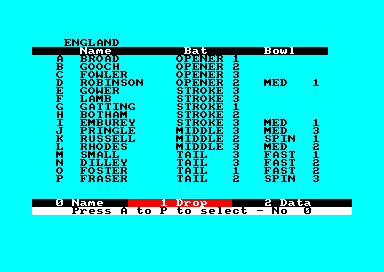 ENGLAND
Name Bat Bowl
A BROAD OPENER 1
B GOOCH OPENER 2
C FOWLER OPENER 3
D ROBINSON OPENER 2 MED 1
E GOWER STROKE 3
F LAMB STROKE 3
G GATTING STROKE 1
H BOTHAM STROKE 2
I EMBUREY STROKE 3 MED 1
J PRINGLE MIDDLE 3 MED 3
K RUSSELL MIDDLE 2 SPIN 1
L RHODES MIDDLE 3 MED 2
M SMALL TAIL 3 FAST 1
N DILLEY TAIL 3 FAST 2
O FOSTER TAIL 1 FAST 2
P FRASER TAIL 2 SPIN 3
0 Name 1 Drop 2 Data
Press A to P to select - No 0